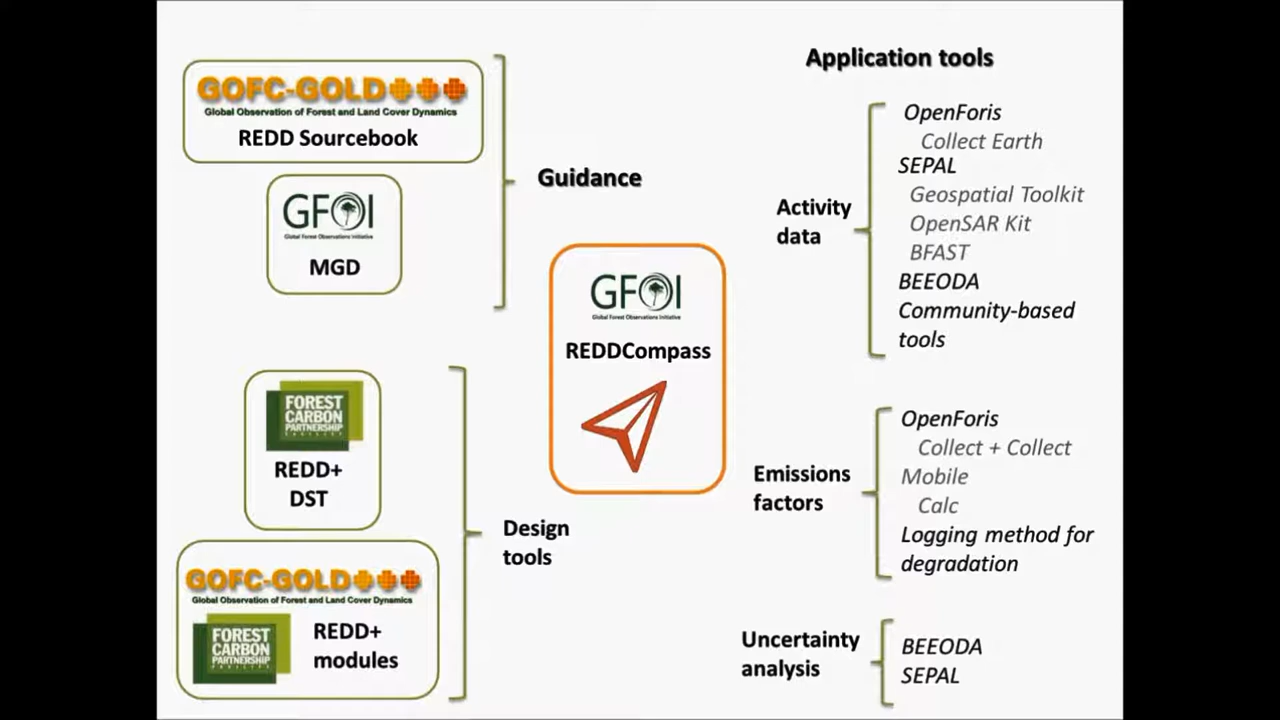 GOFC-GOLD
Global Observation of Forest and Land Cover Dynamics
REDD Sourcebook
GFOI
Global Forest Observations Initiative
MGD
Guidance
FOREST
CARBON
PARTNERSHIP
FACILITY
REDD+
DST
GOFC-GOLD
Global Observation of Forest and Land Cover Dynamics
FOREST
CARBON
PARTNERSHIP
FACILITY
REDD+
modules
Design
tools
GFOI
Global Forest Observations Initiative
REDDCompass
Application tools
Activity
data
OpenForis
Collect Earth
SEPAL
Geospatial Toolkit
OpenSAR Kit
BFAST
BEEODA
Community-based
tools
Emissions
factors
OpenForis
Collect + Collect
Mobile
Calc
Logging method for
degradation
Uncertainty
analysis
BEEODA
SEPAL